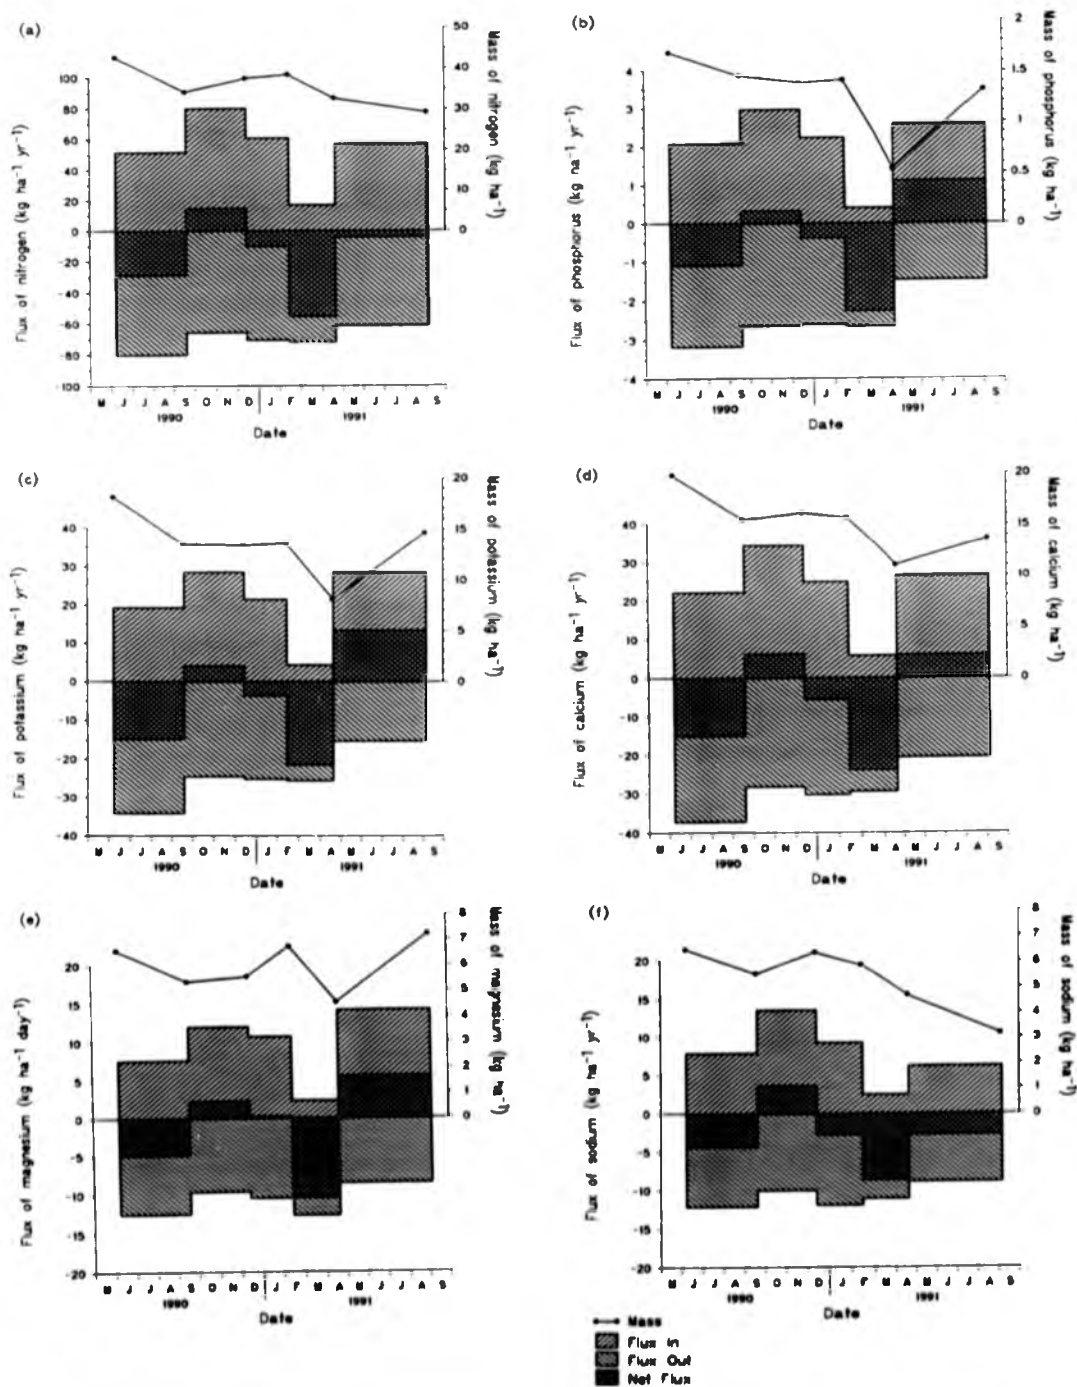 (a)
Mass of nitrogen (kg ha⁻¹)
50
40
30
20
10
0
Flux of nitrogen (kg ha⁻¹ yr⁻¹)
100
80
60
40
20
0
-20
-40
-60
-80
-100
M J J A S O N D J F M A M J J A S
1990 1991
Date
(b)
Mass of phosphorus (kg ha⁻¹)
2
1.5
1
0.5
0
Flux of phosphorus (kg ha⁻¹ yr⁻¹)
4
3
2
1
0
-1
-2
-3
-4
M J J A S O N D J F M A M J J A S
1990 1991
Date
(c)
Mass of potassium (kg ha⁻¹)
20
15
10
5
0
Flux of potassium (kg ha⁻¹ yr⁻¹)
40
30
20
10
0
-10
-20
-30
-40
M J J A S O N D J F M A M J J A S
1990 1991
Date
(d)
Mass of calcium (kg ha⁻¹)
20
15
10
5
0
Flux of calcium (kg ha⁻¹ yr⁻¹)
40
30
20
10
0
-10
-20
-30
-40
M J J A S O N D J F M A M J J A S
1990 1991
Date
(e)
Mass of magnesium (kg ha⁻¹)
8
7
6
5
4
3
2
1
0
Flux of magnesium (kg ha⁻¹ day⁻¹)
20
15
10
5
0
-5
-10
-15
-20
M J J A S O N D J F M A M J J A S
1990 1991
Date
(f)
Mass of sodium (kg ha⁻¹)
8
7
6
5
4
3
2
1
0
Flux of sodium (kg ha⁻¹ yr⁻¹)
20
15
10
5
0
-5
-10
-15
-20
M J J A S O N D J F M A M J J A S
1990 1991
Date
Mass
Flux In
Flux Out
Net Flux